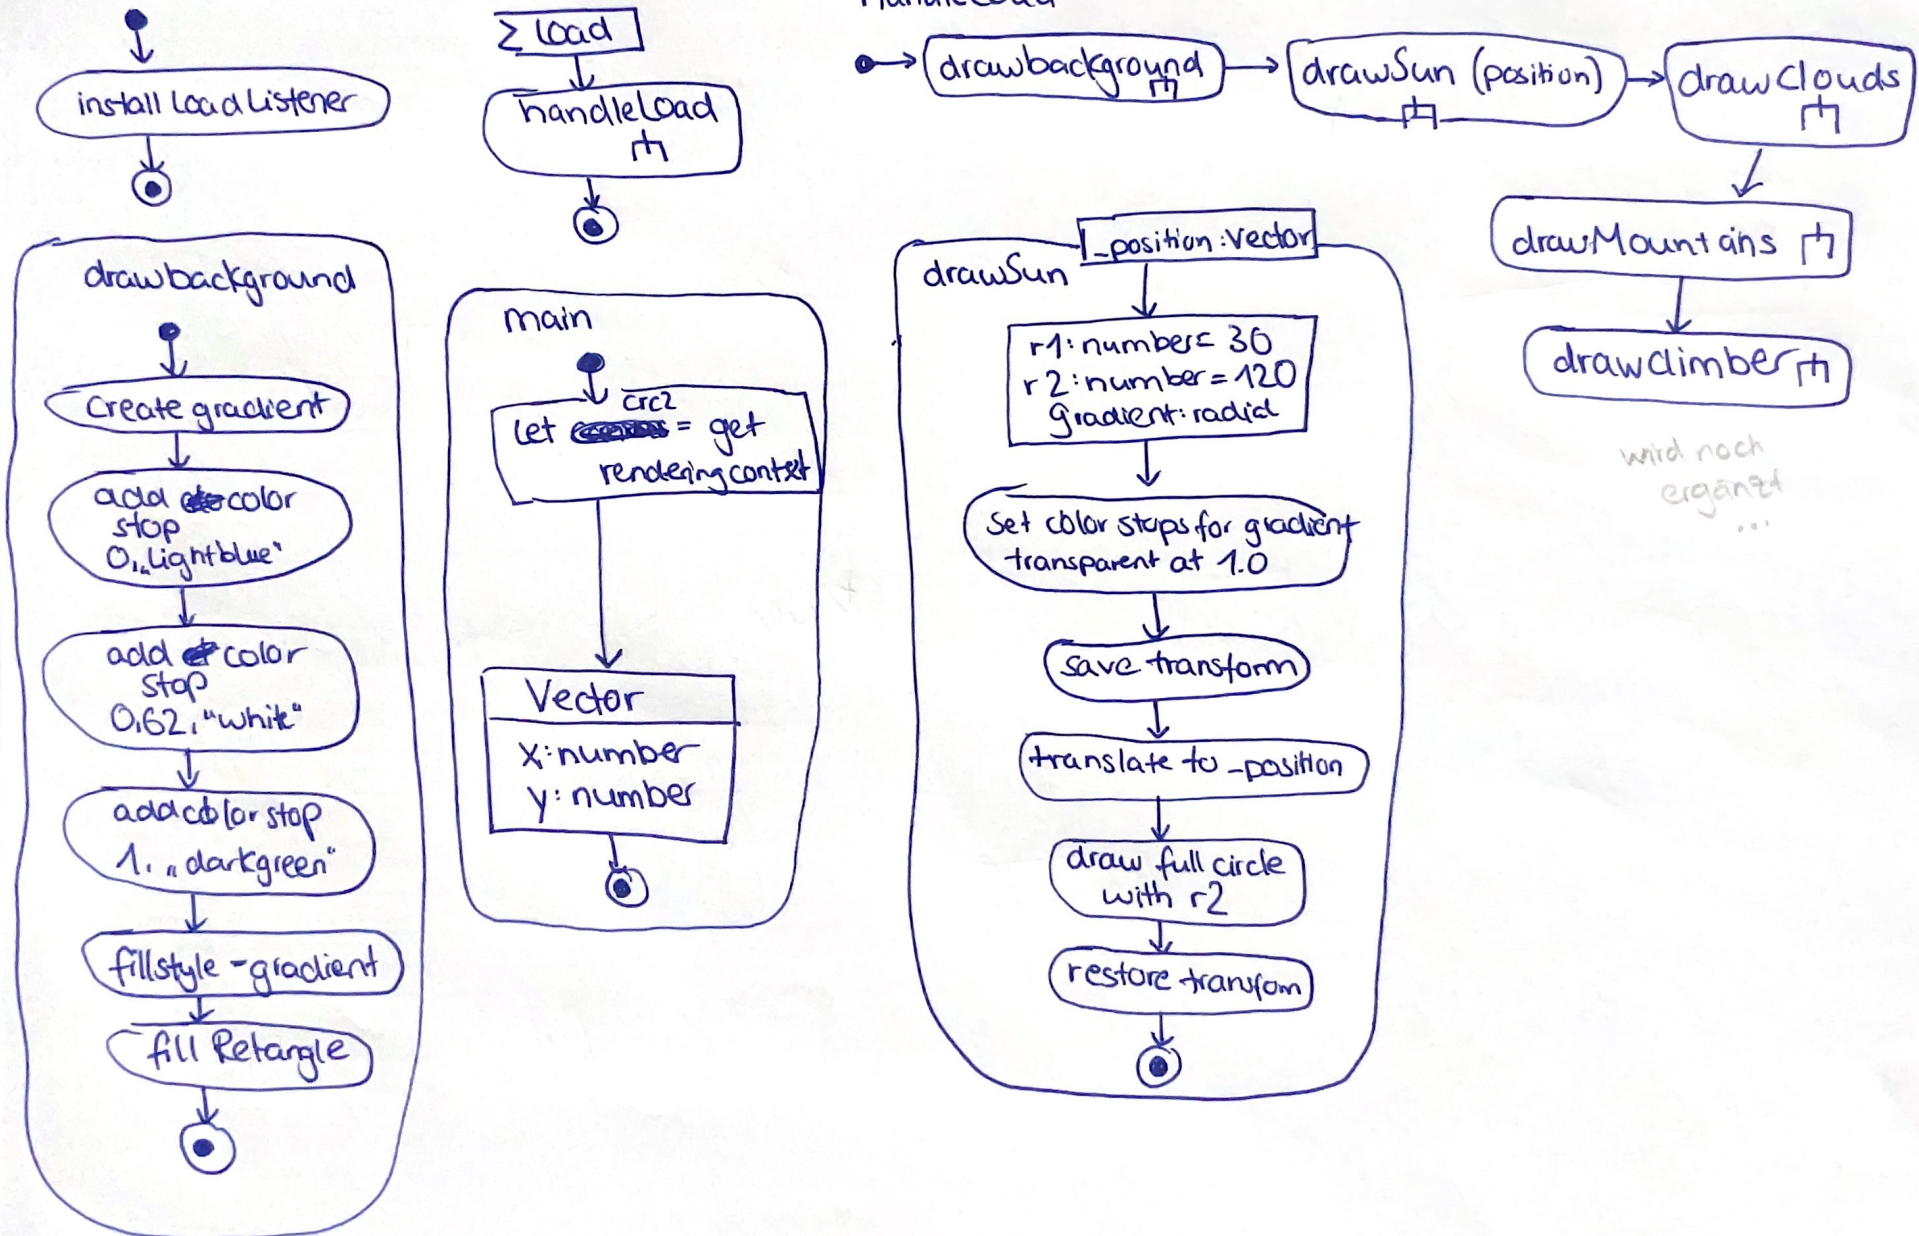 install Load Listener
Load
handleLoad
HandleLoad
drawbackground
drawSun (position)
drawClouds
drawMountains
drawclimber
wird noch
ergänzt
...
drawbackground
Create gradient
add color
stop
0,„Lightblue"
add color
stop
0,62, "white"
add color stop
1. „darkgreen"
fillstyle - gradient
fill Retangle
main
crc2
let = get
renderingcontext
Vector
x: number
y: number
_position: Vector
drawSun
r1: number = 30
r2: number = 120
gradient: radial
Set color stops for gradient
transparent at 1.0
save transform
translate to _position
draw full circle
with r2
restore transfom